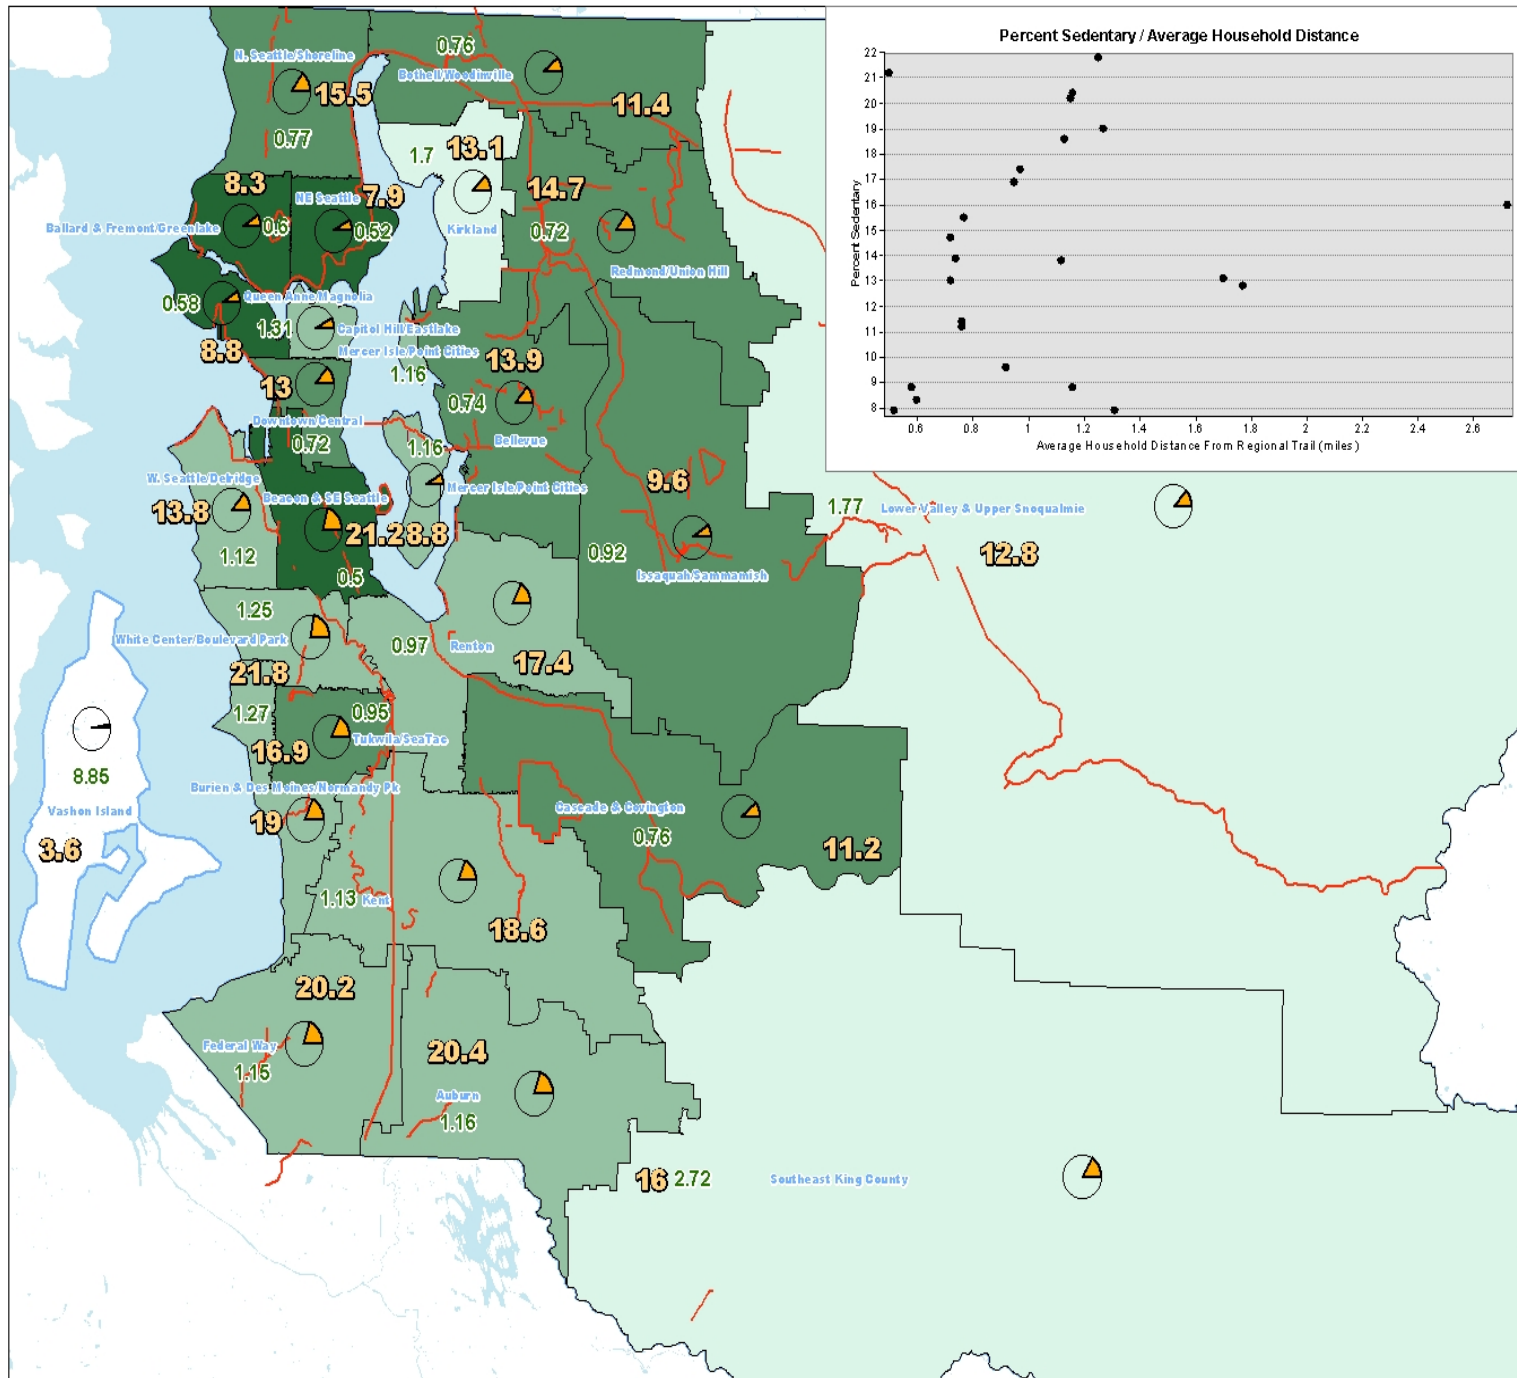 Percent Sedentary / Average Household Distance
22
21
20
19
18
17
16
15
14
13
12
11
10
9
8
Percent Sedentary
0.6 0.8 1 1.2 1.4 1.6 1.8 2 2.2 2.4 2.6
Average Household Distance From Regional Trail (miles)
N. Seattle/Shoreline
15.5
0.77
0.76
Bothell/Woodinville
11.4
1.7
13.1
Kirkland
14.7
0.72
Redmond/Union Hill
8.3
Ballard & Fremont/Greenlake
0.6
NE Seattle
7.9
0.52
0.58
Queen Anne/Magnolia
8.8
1.31
Capitol Hill/Eastlake
Mercer Isle/Point Cities
1.16
13
Downtown/Central
0.72
13.9
0.74
Bellevue
1.16
Mercer Isle/Point Cities
8.8
W. Seattle/Delridge
13.8
1.12
Beacon & SE Seattle
21.2
0.5
9.6
0.92
Issaquah/Sammamish
1.77
Lower Valley & Upper Snoqualmie
12.8
1.25
White Center/Boulevard Park
21.8
0.97
Renton
17.4
1.27
0.95
16.9
Tukwila/SeaTac
Burien & Des Moines/Normandy Pk
19
8.85
Vashon Island
3.6
Cascade & Covington
0.76
11.2
1.13
Kent
18.6
20.2
Federal Way
1.15
20.4
Auburn
1.16
16
2.72
Southeast King County